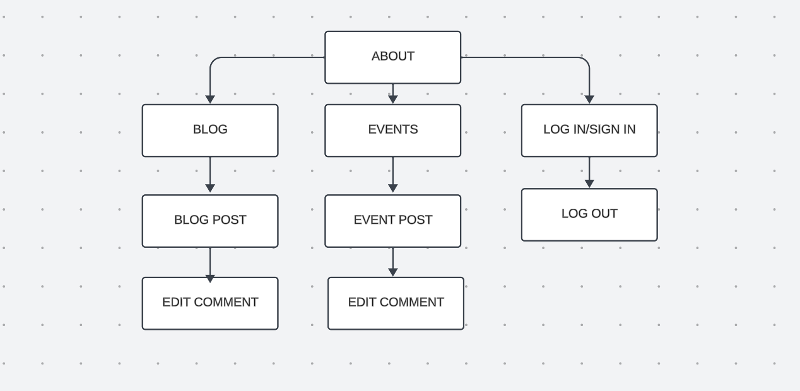 ABOUT
BLOG
EVENTS
LOG IN/SIGN IN
BLOG POST
EVENT POST
LOG OUT
EDIT COMMENT
EDIT COMMENT